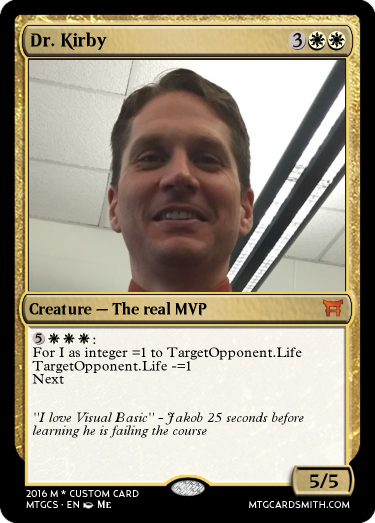 Dr. Kirby 3
Creature — The real MVP
5 ***:
For I as integer =1 to TargetOpponent.Life
TargetOpponent.Life -=1
Next
"I love Visual Basic" - Jakob 25 seconds before
learning he is failing the course
5/5
2016 M * CUSTOM CARD
MTGCS • EN ME
MTGCARDSMITH.COM